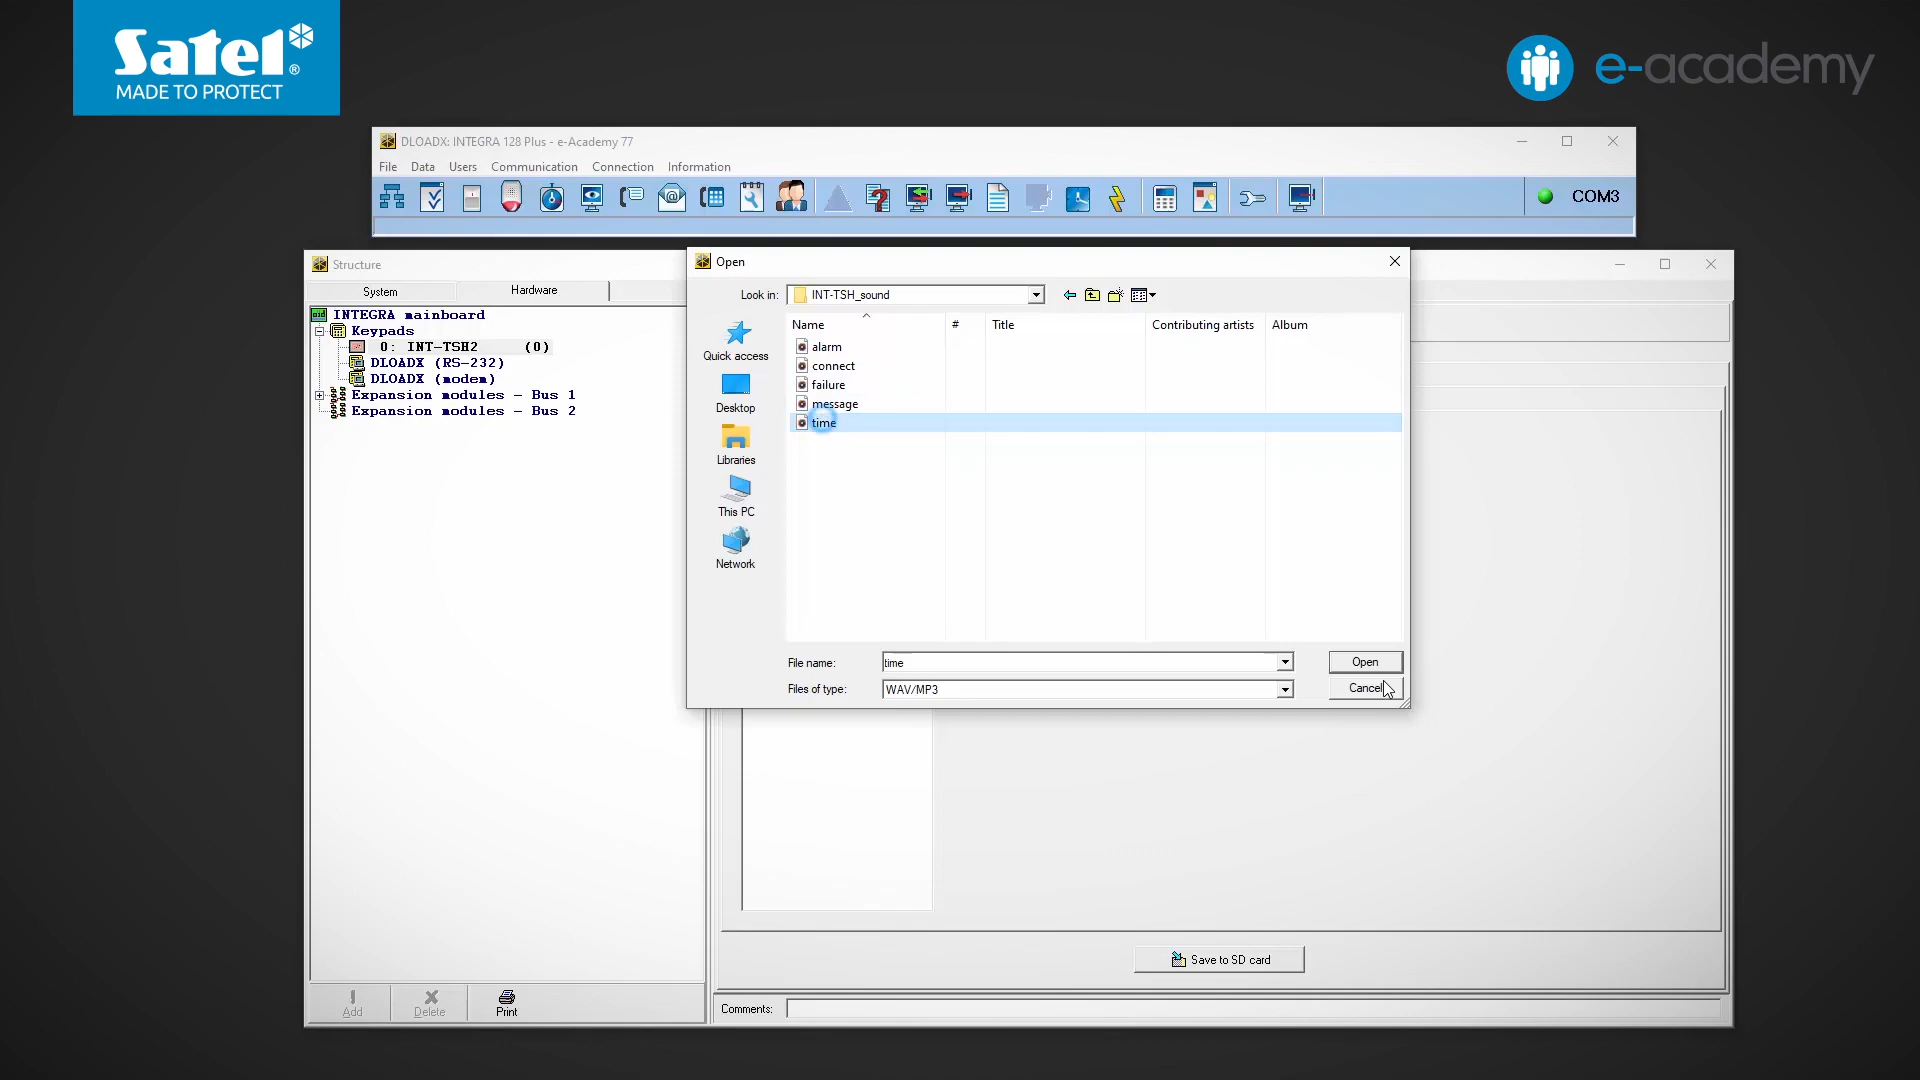 Satel®
MADE TO PROTECT
e-academy
DLOADX: INTEGRA 128 Plus - e-Academy 77
File Data Users Communication Connection Information
COM3
Structure
System Hardware
INTEGRA mainboard
Keypads
0: INT-TSH2 (0)
DLOADX (RS-232)
DLOADX (modem)
Expansion modules - Bus 1
Expansion modules - Bus 2
Open
Look in: INT-TSH_sound
Name # Title Contributing artists Album
alarm
connect
failure
message
time
Quick access
Desktop
Libraries
This PC
Network
File name: time Open
Files of type: WAV/MP3 Cancel
Save to SD card
Add Delete Print
Comments: